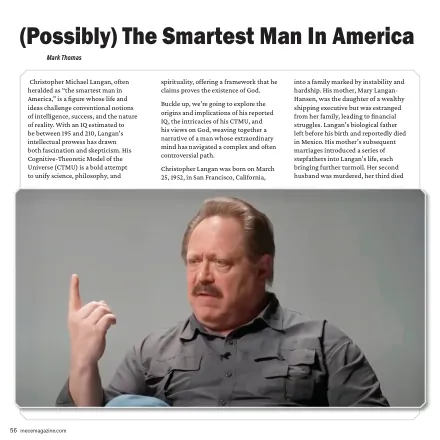 (Possibly) The Smartest Man In America
Mark Thomas
Christopher Michael Langan, often
heralded as "the smartest man in
America," is a figure whose life and
ideas challenge conventional notions
of intelligence, success, and the nature
of reality. With an IQ estimated to
be between 195 and 210, Langan's
intellectual prowess has drawn
both fascination and skepticism. His
Cognitive-Theoretic Model of the
Universe (CTMU) is a bold attempt
to unify science, philosophy, and
spirituality, offering a framework that he
claims proves the existence of God.
Buckle up, we're going to explore the
origins and implications of his reported
IQ, the intricacies of his CTMU, and
his views on God, weaving together a
narrative of a man whose extraordinary
mind has navigated a complex and often
controversial path.
Christopher Langan was born on March
25, 1952, in San Francisco, California,
into a family marked by instability and
hardship. His mother, Mary Langan-
Hansen, was the daughter of a wealthy
shipping executive but was estranged
from her family, leading to financial
struggles. Langan's biological father
left before his birth and reportedly died
in Mexico. His mother's subsequent
marriages introduced a series of
stepfathers into Langan's life, each
bringing further turmoil. Her second
husband was murdered, her third died
56 mecemagazine.com